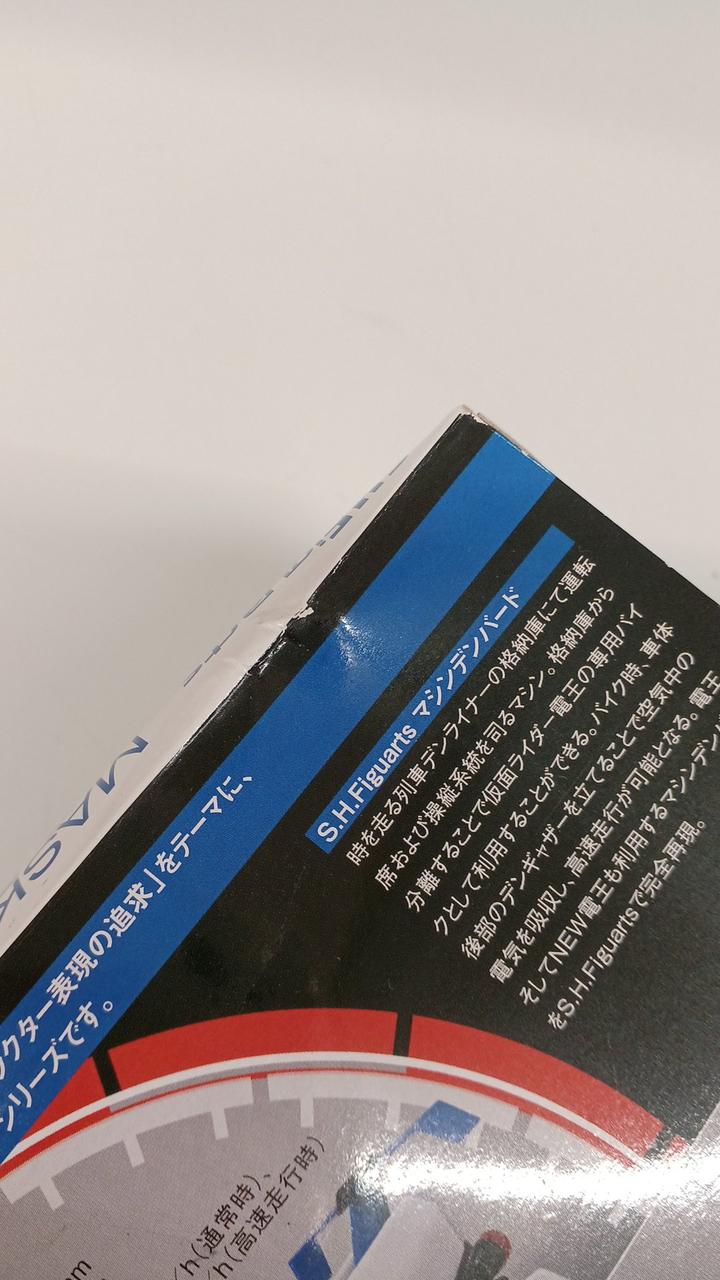 MASK
クター表現の追求」をテーマに、
シリーズです。
S.H.Figuarts マシンデンバード
時を走る列車デンライナーの格納庫にて運転
席および操縦系統を司るマシン。格納庫から
分離することで仮面ライダー電王の専用バイ
クとして利用することができる。バイク時、車体
後部のデンギャザーを立てることで空気中の
電気を吸収し、高速走行が可能となる。電王
そしてNEW電王も利用するマシンデン
をS.H.Figuartsで完全再現。
h(通常時)、
h(高速走行時)